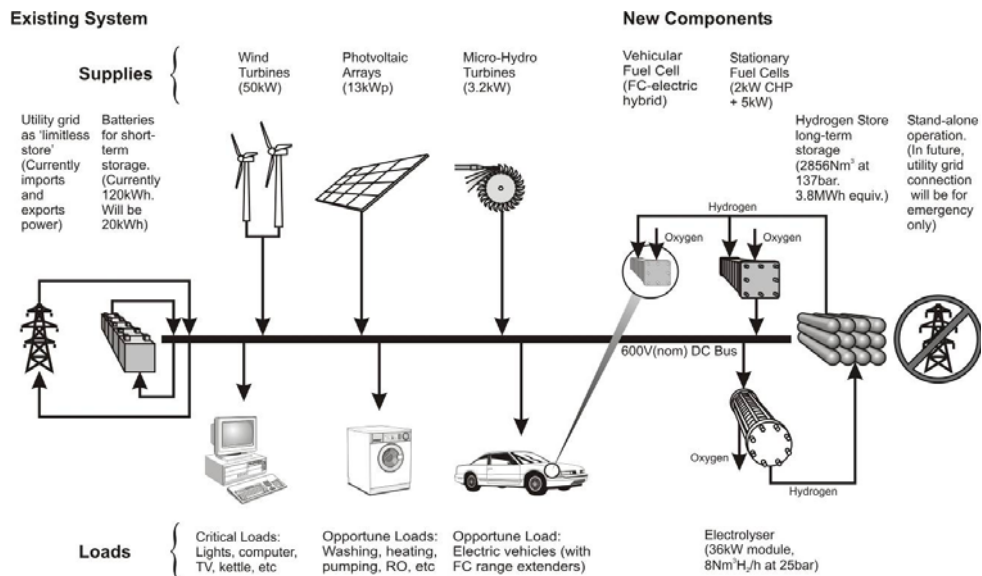 Existing System
New Components
Supplies
Wind
Turbines
(50kW)
Photvoltaic
Arrays
(13kWp)
Micro-Hydro
Turbines
(3.2kW)
Vehicular
Fuel Cell
(FC-electric
hybrid)
Stationary
Fuel Cells
(2kW CHP
+ 5kW)
Utility grid
as 'limitless
store'
(Currently
imports
and
exports
power)
Batteries
for short-
term
storage.
(Currently
120kWh.
Will be
20kWh)
Hydrogen Store
long-term
storage
(2856Nm³ at
137bar.
3.8MWh equiv.)
Stand-alone
operation.
(In future,
utility grid
connection
will be for
emergency
only)
Hydrogen
Oxygen
Oxygen
600V(nom) DC Bus
Oxygen
Hydrogen
Loads
Critical Loads:
Lights, computer,
TV, kettle, etc
Opportune Loads:
Washing, heating,
pumping, RO, etc
Opportune Load:
Electric vehicles (with
FC range extenders)
Electrolyser
(36kW module,
8Nm³H₂/h at 25bar)